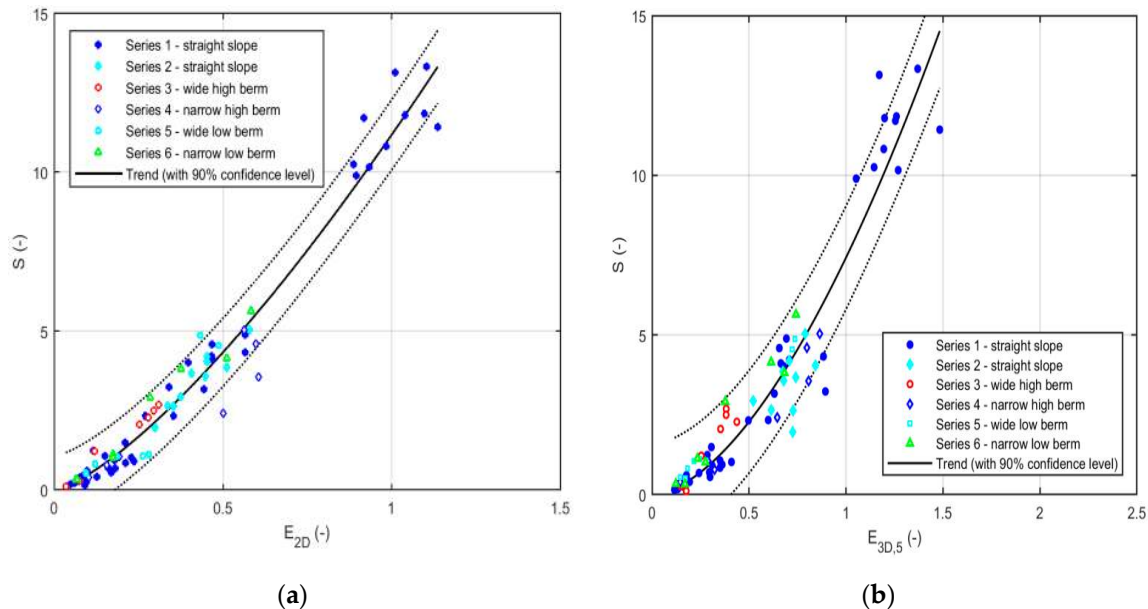 15
10
5
0
S (-)
Series 1 - straight slope
Series 2 - straight slope
Series 3 - wide high berm
Series 4 - narrow high berm
Series 5 - wide low berm
Series 6 - narrow low berm
Trend (with 90% confidence level)
0
0.5
1
1.5
E2D (-)
(a)
15
10
5
0
S (-)
Series 1 - straight slope
Series 2 - straight slope
Series 3 - wide high berm
Series 4 - narrow high berm
Series 5 - wide low berm
Series 6 - narrow low berm
Trend (with 90% confidence level)
0
0.5
1
1.5
2
2.5
E3D,5 (-)
(b)